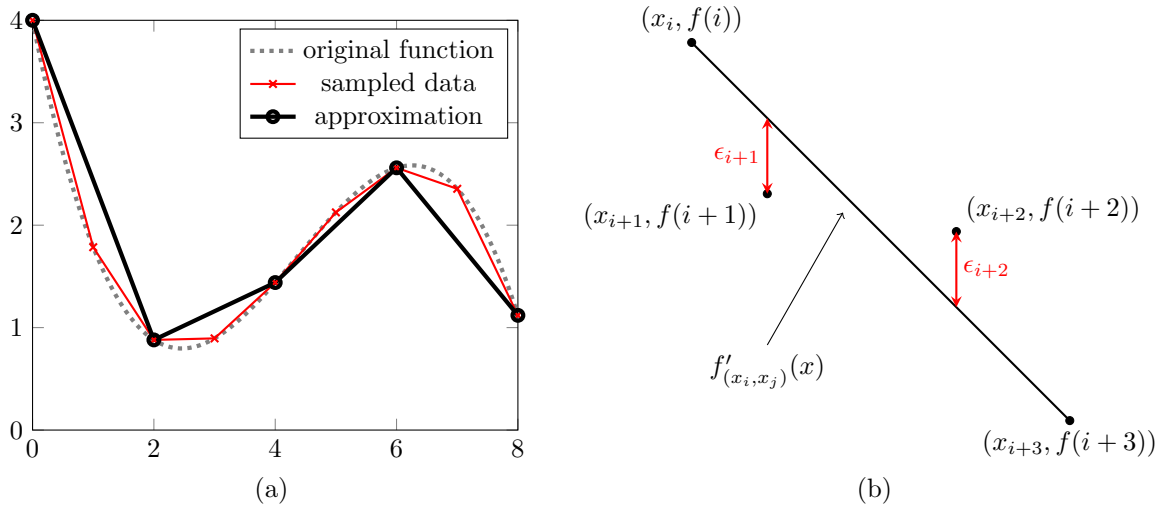 4
3
2
1
0
0
2
4
6
8
original function
sampled data
approximation
(a)
(x_i, f(i))
ϵ_{i+1}
(x_{i+1}, f(i + 1))
(x_{i+2}, f(i + 2))
ϵ_{i+2}
f'_{(x_i,x_j)}(x)
(x_{i+3}, f(i + 3))
(b)